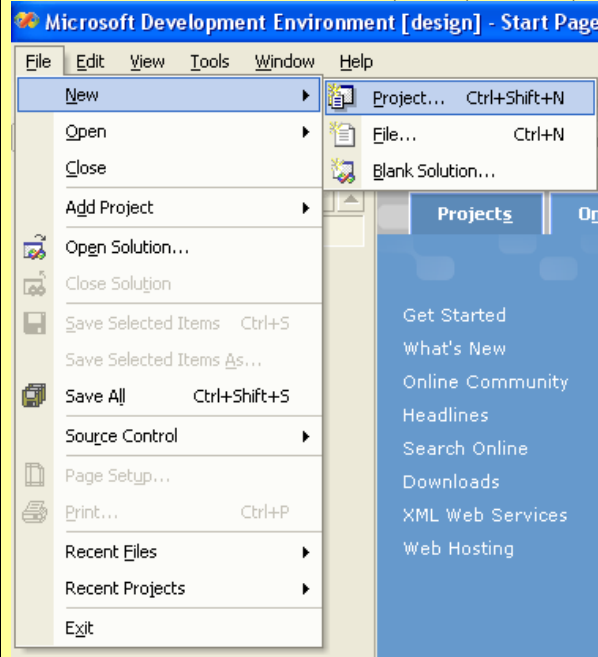 Microsoft Development Environment [design] - Start Page
File Edit View Tools Window Help
New
Project... Ctrl+Shift+N
Open
File... Ctrl+N
Close
Blank Solution...
Add Project
Projects
Open Solution...
Close Solution
Save Selected Items Ctrl+S
Get Started
Save Selected Items As...
What's New
Save All Ctrl+Shift+S
Online Community
Headlines
Source Control
Search Online
Page Setup...
Downloads
Print... Ctrl+P
XML Web Services
Recent Files
Web Hosting
Recent Projects
Exit